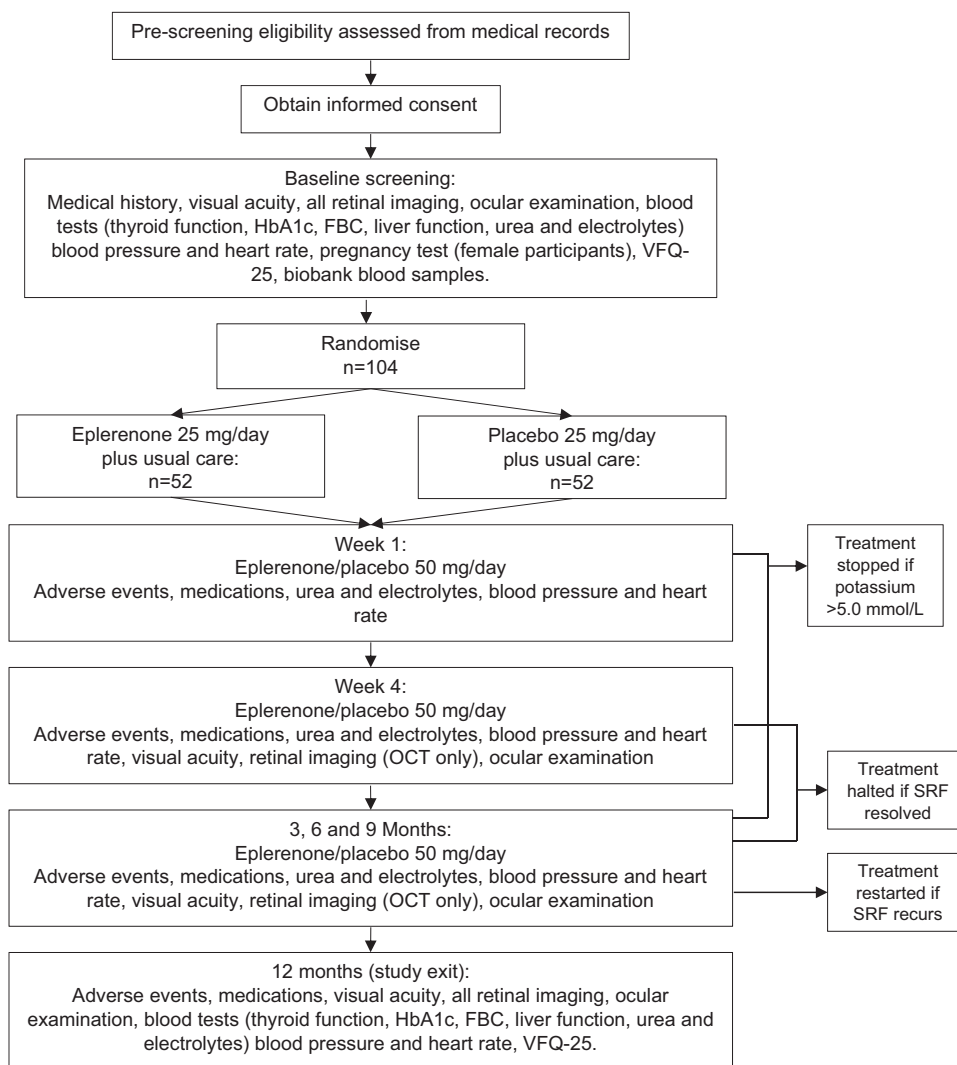 Pre-screening eligibility assessed from medical records
Obtain informed consent
Baseline screening:
Medical history, visual acuity, all retinal imaging, ocular examination, blood
tests (thyroid function, HbA1c, FBC, liver function, urea and electrolytes)
blood pressure and heart rate, pregnancy test (female participants), VFQ-
25, biobank blood samples.
Randomise
n=104
Eplerenone 25 mg/day
plus usual care:
n=52
Placebo 25 mg/day
plus usual care:
n=52
Week 1:
Eplerenone/placebo 50 mg/day
Adverse events, medications, urea and electrolytes, blood pressure and heart
rate
Treatment
stopped if
potassium
>5.0 mmol/L
Week 4:
Eplerenone/placebo 50 mg/day
Adverse events, medications, urea and electrolytes, blood pressure and heart
rate, visual acuity, retinal imaging (OCT only), ocular examination
Treatment
halted if SRF
resolved
3, 6 and 9 Months:
Eplerenone/placebo 50 mg/day
Adverse events, medications, urea and electrolytes, blood pressure and heart
rate, visual acuity, retinal imaging (OCT only), ocular examination
Treatment
restarted if
SRF recurs
12 months (study exit):
Adverse events, medications, visual acuity, all retinal imaging, ocular
examination, blood tests (thyroid function, HbA1c, FBC, liver function, urea and
electrolytes) blood pressure and heart rate, VFQ-25.